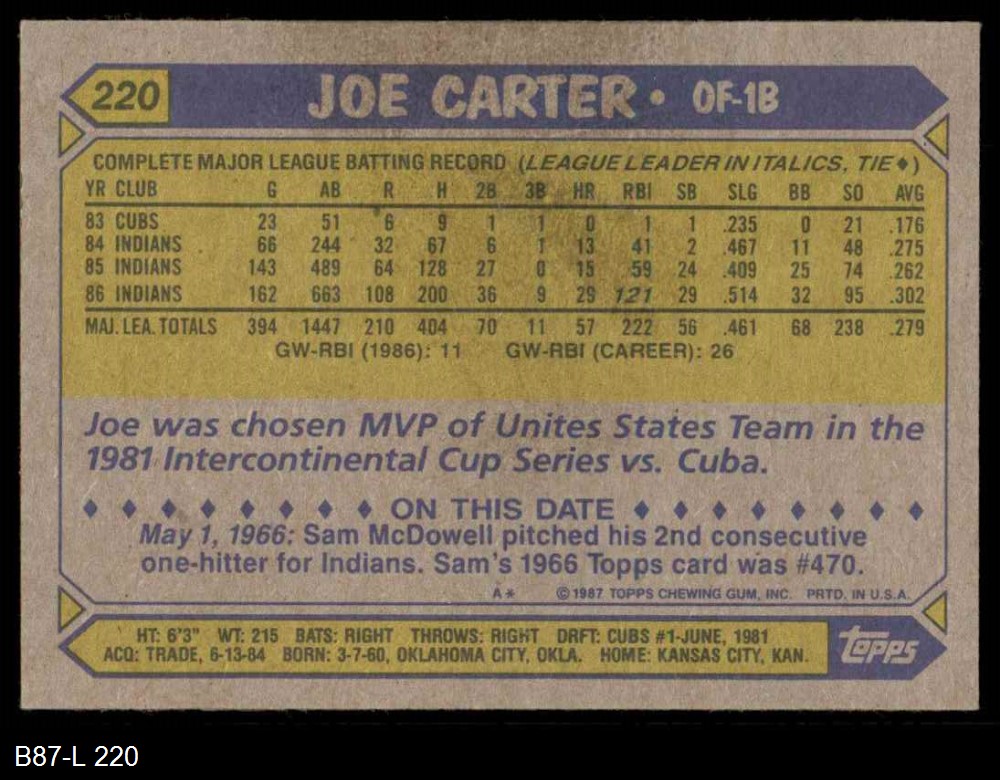 220 JOE CARTER • OF-1B
COMPLETE MAJOR LEAGUE BATTING RECORD (LEAGUE LEADER IN ITALICS, TIE♦)
YR CLUB G AB R H 2B 3B HR RBI SB SLG BB SO AVG
83 CUBS 23 51 6 9 1 1 0 1 1 .235 0 21 .176
84 INDIANS 66 244 32 67 6 1 13 41 2 .467 11 48 .275
85 INDIANS 143 489 64 128 27 0 15 59 24 .409 25 74 .262
86 INDIANS 162 663 108 200 36 9 29 121 29 .514 32 95 .302
MAJ. LEA. TOTALS 394 1447 210 404 70 11 57 222 56 .461 68 238 .279
GW-RBI (1986): 11 GW-RBI (CAREER): 26
Joe was chosen MVP of Unites States Team in the
1981 Intercontinental Cup Series vs. Cuba.
♦ ♦ ♦ ♦ ♦ ♦ ♦ ♦ ♦ ♦ ♦ ♦ ON THIS DATE ♦ ♦ ♦ ♦ ♦ ♦ ♦ ♦ ♦ ♦ ♦
May 1, 1966: Sam McDowell pitched his 2nd consecutive
one-hitter for Indians. Sam's 1966 Topps card was #470.
A* ©1987 TOPPS CHEWING GUM, INC. PRTD. IN U.S.A.
HT: 6'3" WT: 215 BATS: RIGHT THROWS: RIGHT DRFT: CUBS #1-JUNE, 1981
ACQ: TRADE, 6-13-84 BORN: 3-7-60, OKLAHOMA CITY, OKLA. HOME: KANSAS CITY, KAN.
topps
B87-L 220